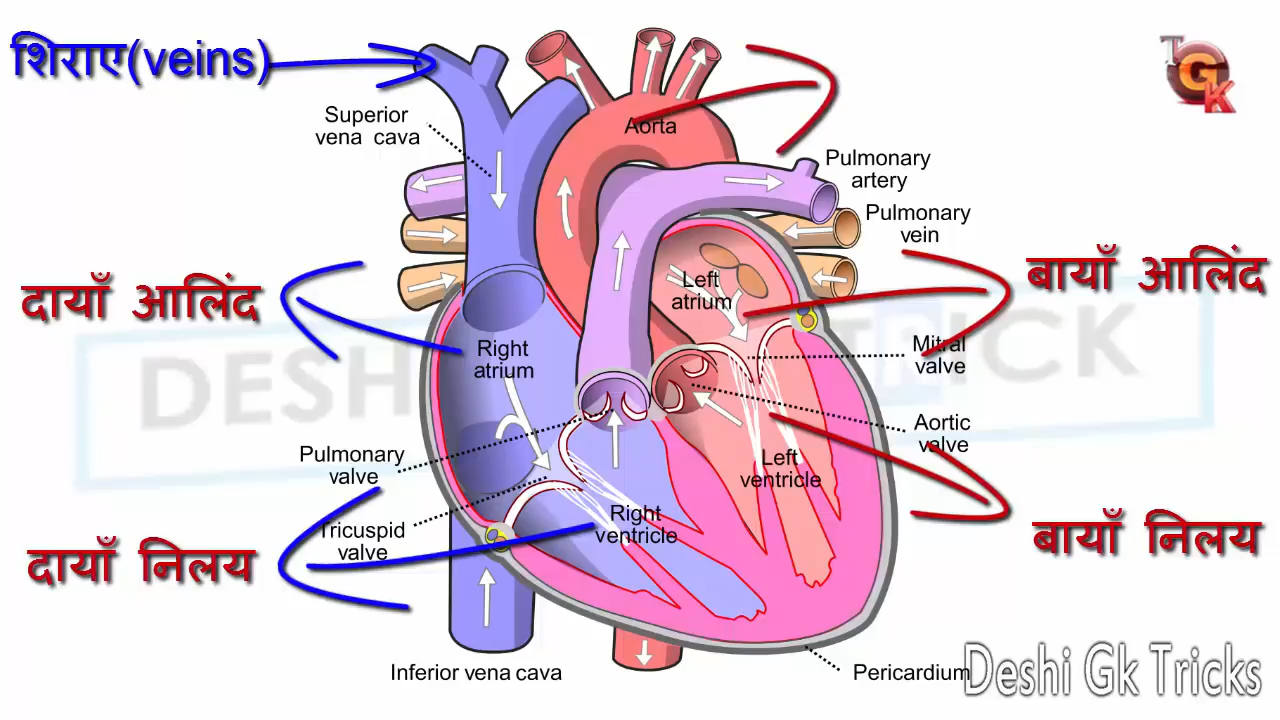 शिराए(veins)
TGK
Superior
vena cava
Aorta
Pulmonary
artery
Pulmonary
vein
दायाँ आलिंद
बायाँ आलिंद
Left
atrium
Right
atrium
Mitral
valve
DESHI GK TRICK
Aortic
valve
Pulmonary
valve
Left
ventricle
Tricuspid
valve
Right
ventricle
दायाँ निलय
बायाँ निलय
Inferior vena cava
Pericardium
Deshi Gk Tricks